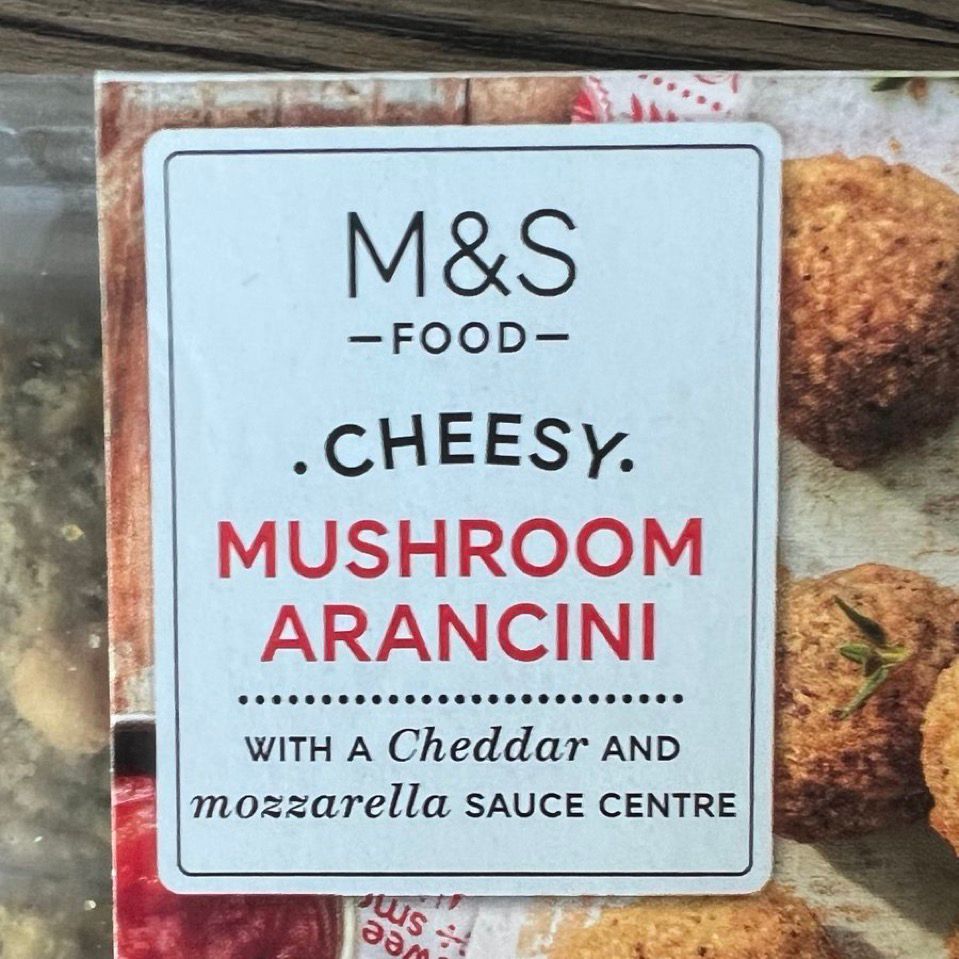 M&S
—FOOD—
.CHEESY.
MUSHROOM
ARANCINI
WITH A Cheddar AND
mozzarella SAUCE CENTRE